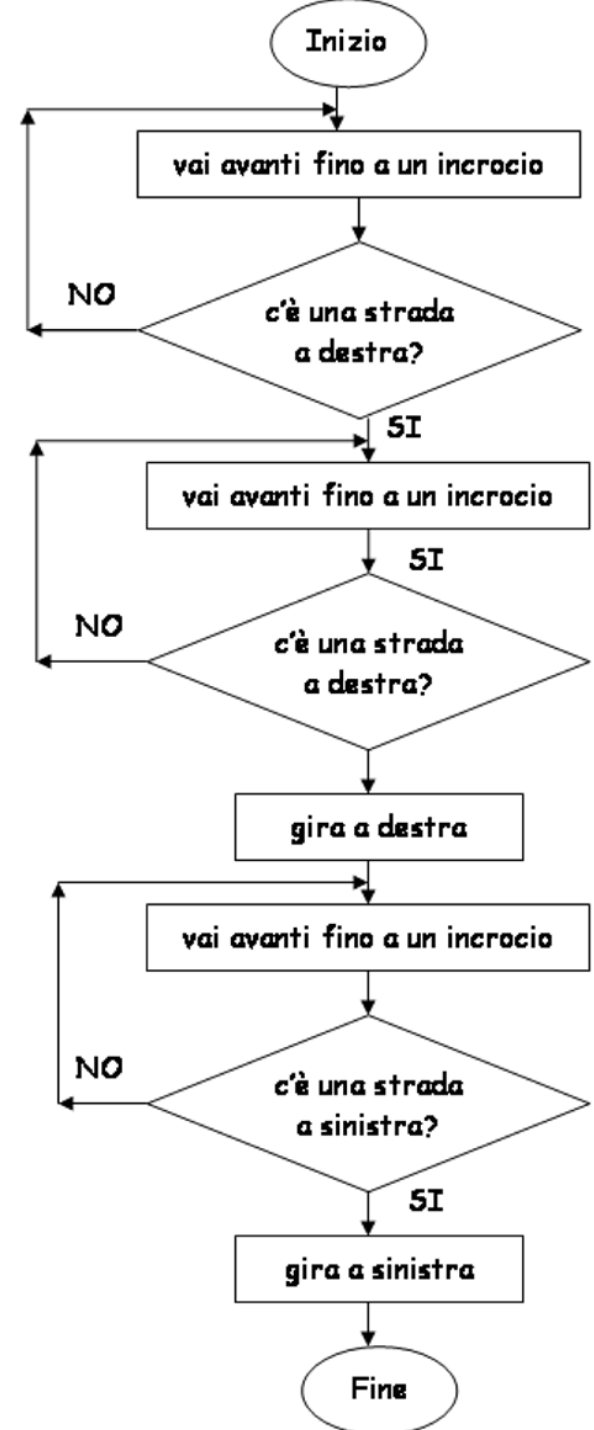 Inizio
vai avanti fino a un incrocio
NO
c'è una strada
a destra?
SI
vai avanti fino a un incrocio
SI
NO
c'è una strada
a destra?
gira a destra
vai avanti fino a un incrocio
NO
c'è una strada
a sinistra?
SI
gira a sinistra
Fine